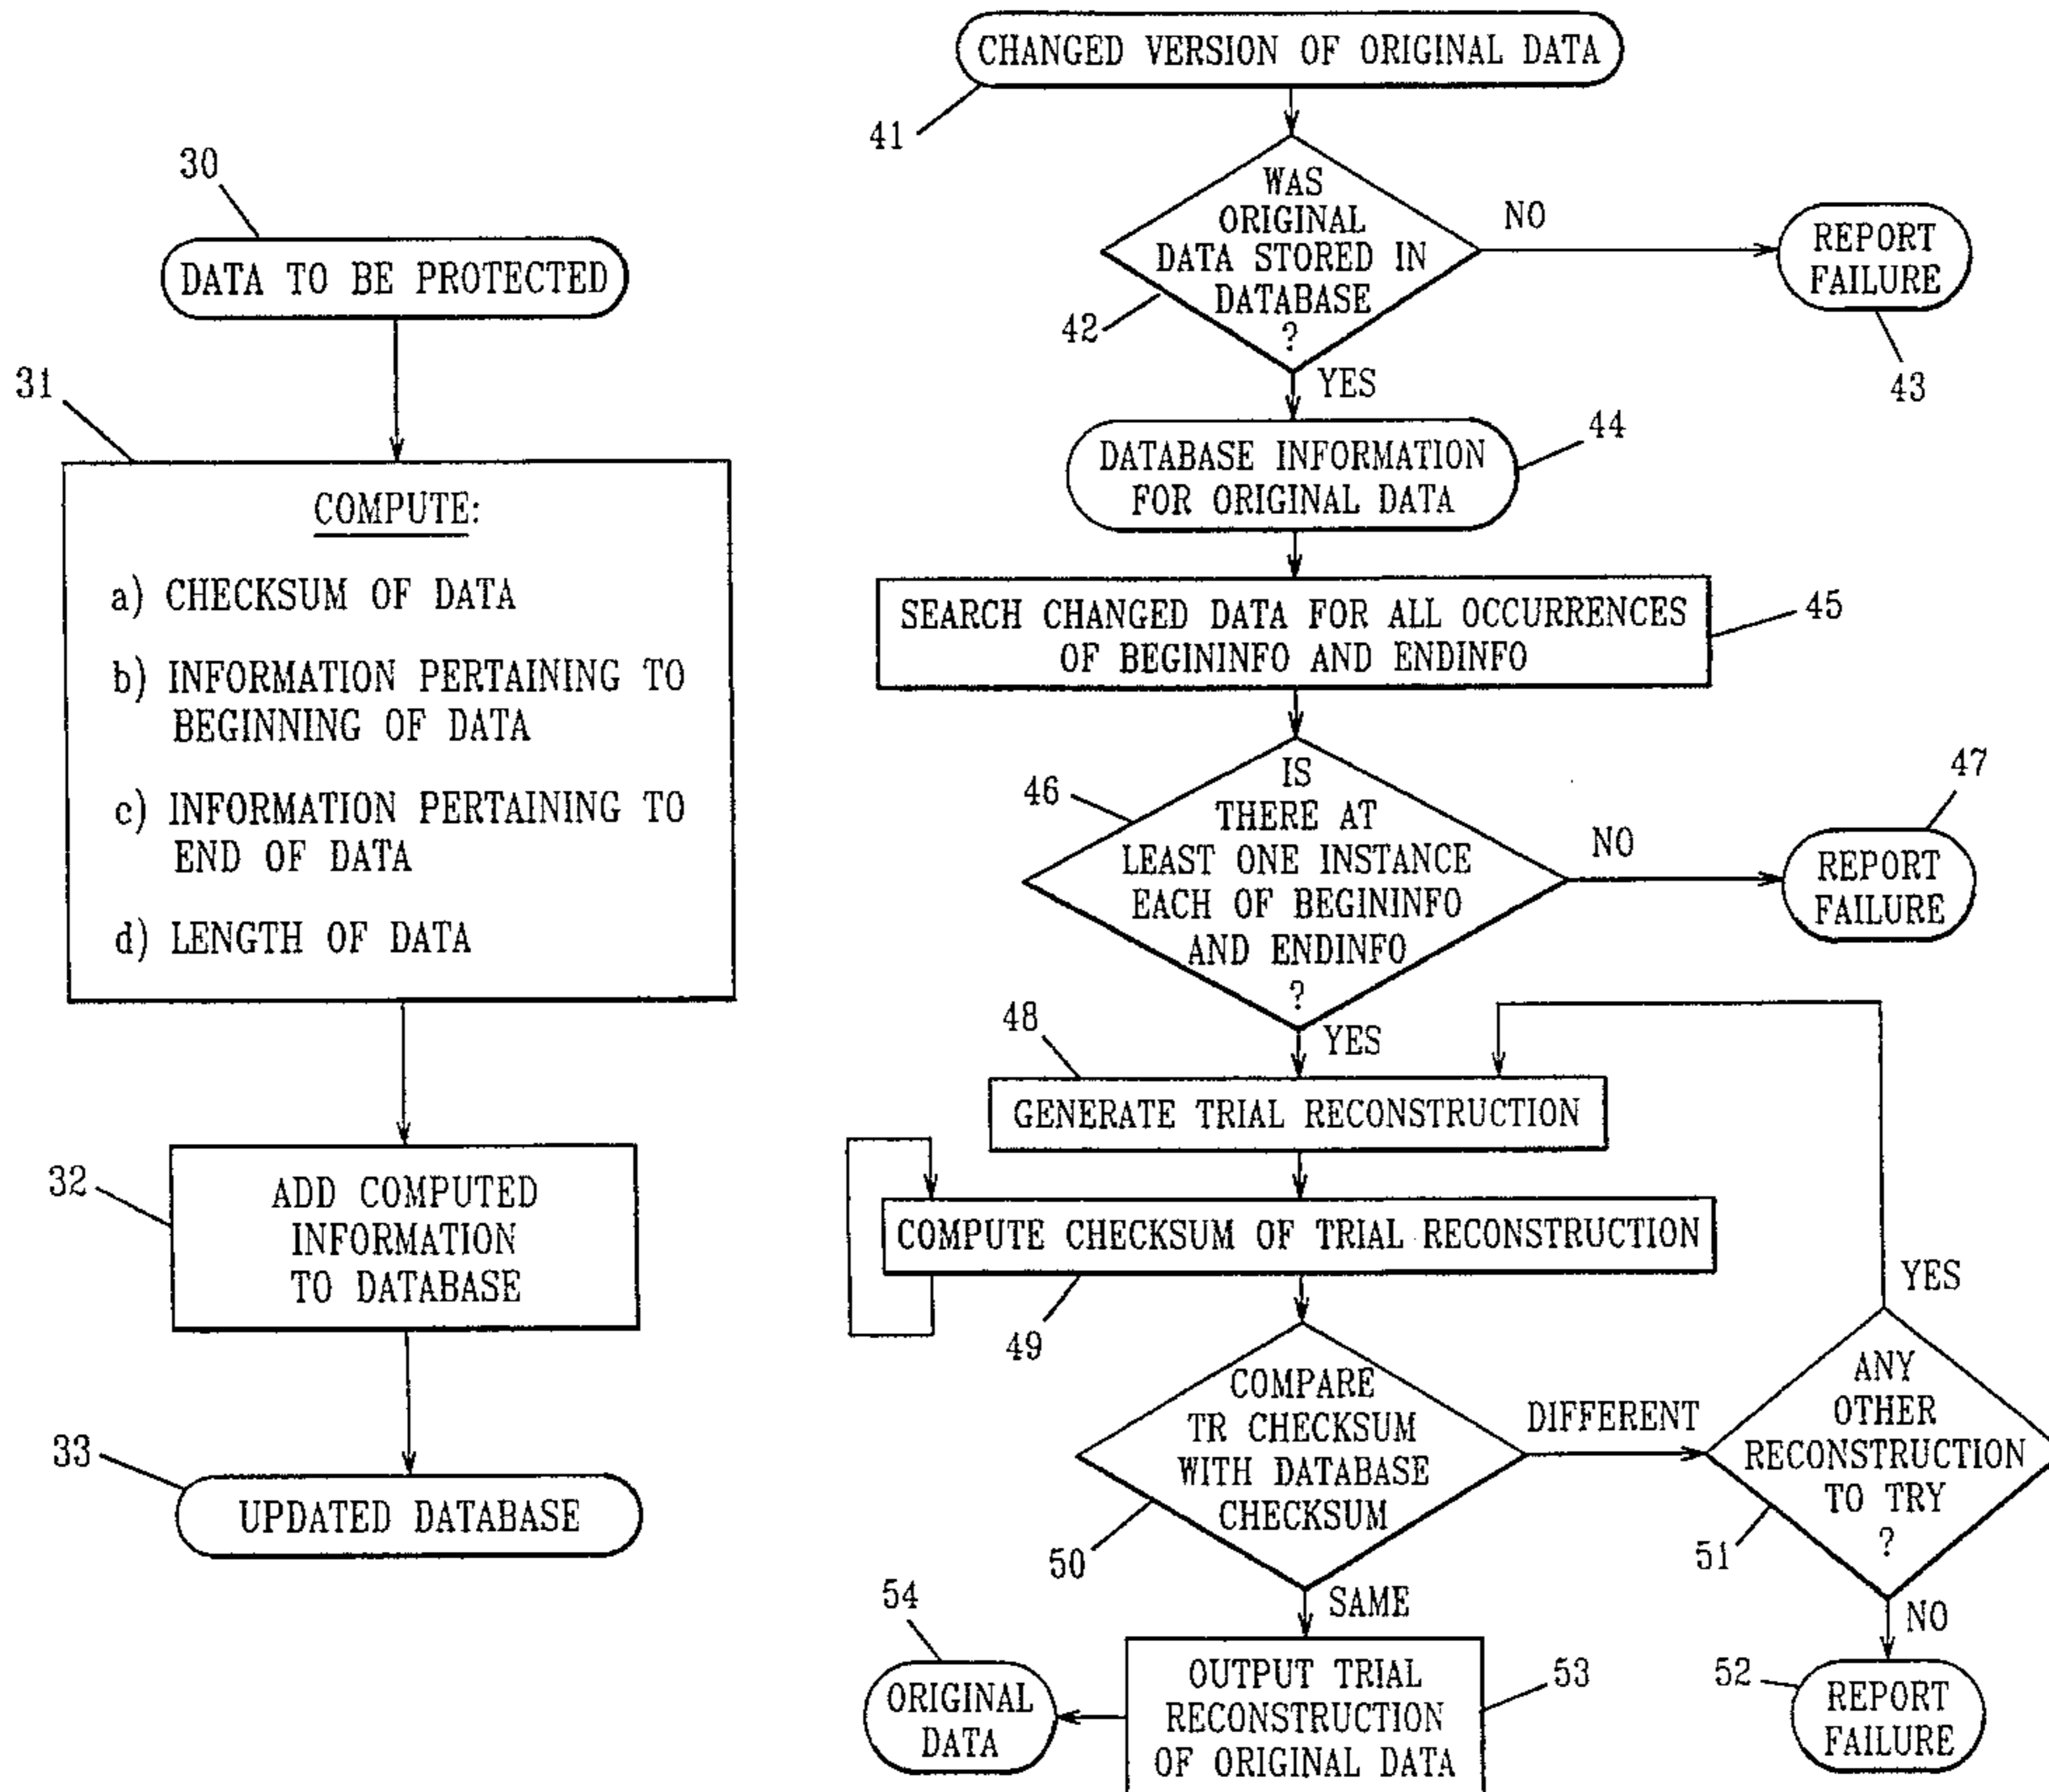 30
DATA TO BE PROTECTED
31
COMPUTE:
a) CHECKSUM OF DATA
b) INFORMATION PERTAINING TO
BEGINNING OF DATA
c) INFORMATION PERTAINING TO
END OF DATA
d) LENGTH OF DATA
32
ADD COMPUTED
INFORMATION
TO DATABASE
33
UPDATED DATABASE
CHANGED VERSION OF ORIGINAL DATA
41
WAS
ORIGINAL
DATA STORED IN
DATABASE
?
42
NO
REPORT
FAILURE
43
YES
DATABASE INFORMATION
FOR ORIGINAL DATA
44
SEARCH CHANGED DATA FOR ALL OCCURRENCES
OF BEGININFO AND ENDINFO
45
46
IS
THERE AT
LEAST ONE INSTANCE
EACH OF BEGININFO
AND ENDINFO
?
NO
47
REPORT
FAILURE
YES
48
GENERATE TRIAL RECONSTRUCTION
COMPUTE CHECKSUM OF TRIAL RECONSTRUCTION
49
COMPARE
TR CHECKSUM
WITH DATABASE
CHECKSUM
50
DIFFERENT
YES
ANY
OTHER
RECONSTRUCTION
TO TRY
?
51
NO
52
REPORT
FAILURE
SAME
OUTPUT TRIAL
RECONSTRUCTION
OF ORIGINAL DATA
53
54
ORIGINAL
DATA